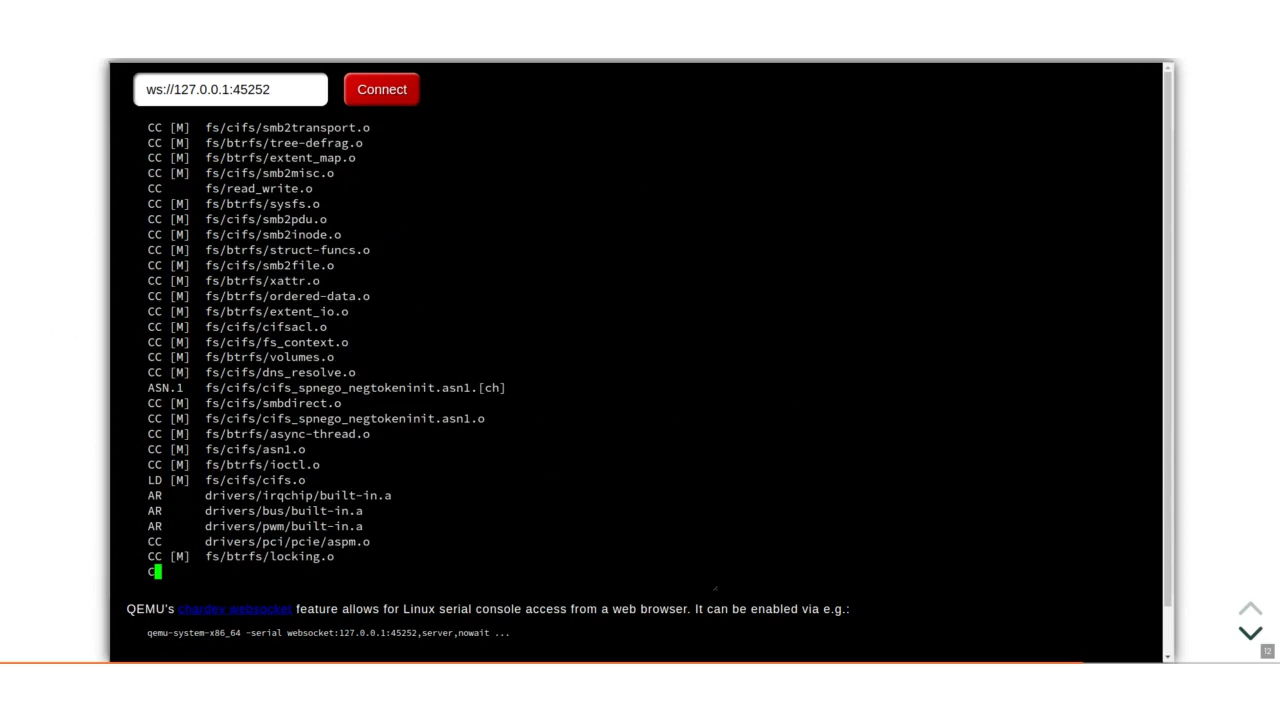 ws://127.0.0.1:45252 Connect
CC [M] fs/cifs/smb2transport.o
CC [M] fs/btrfs/tree-defrag.o
CC [M] fs/btrfs/extent_map.o
CC [M] fs/cifs/smb2misc.o
CC fs/read_write.o
CC [M] fs/btrfs/sysfs.o
CC [M] fs/cifs/smb2pdu.o
CC [M] fs/cifs/smb2inode.o
CC [M] fs/btrfs/struct-funcs.o
CC [M] fs/cifs/smb2file.o
CC [M] fs/btrfs/xattr.o
CC [M] fs/btrfs/ordered-data.o
CC [M] fs/btrfs/extent_io.o
CC [M] fs/cifs/cifsacl.o
CC [M] fs/cifs/fs_context.o
CC [M] fs/btrfs/volumes.o
CC [M] fs/cifs/dns_resolve.o
ASN.1 fs/cifs/cifs_spnego_negtokeninit.asn1.[ch]
CC [M] fs/cifs/smbdirect.o
CC [M] fs/cifs/cifs_spnego_negtokeninit.asn1.o
CC [M] fs/btrfs/async-thread.o
CC [M] fs/cifs/asn1.o
CC [M] fs/btrfs/ioctl.o
LD [M] fs/cifs/cifs.o
AR drivers/irqchip/built-in.a
AR drivers/bus/built-in.a
AR drivers/pwm/built-in.a
CC drivers/pci/pcie/aspm.o
CC [M] fs/btrfs/locking.o
C
QEMU's chardev websocket feature allows for Linux serial console access from a web browser. It can be enabled via e.g.:
qemu-system-x86_64 -serial websocket:127.0.0.1:45252,server,nowait ...
12